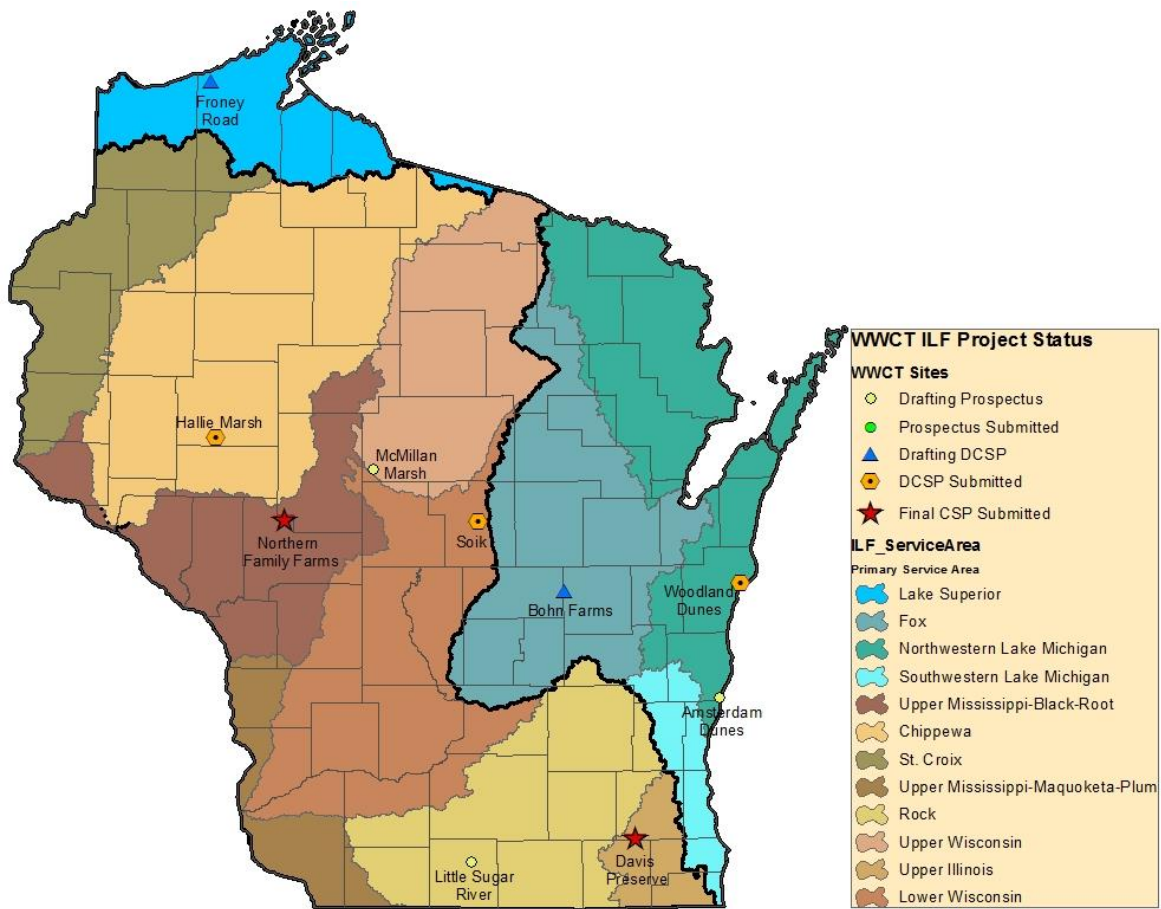 Froney
Road
Hallie Marsh
McMillan
Marsh
Northern
Family Farms
Soik
Bohn Farms
Woodland
Dunes
Amsterdam
Dunes
Little Sugar
River
Davis
Preserve
WWCT ILF Project Status
WWCT Sites
Drafting Prospectus
Prospectus Submitted
Drafting DCSP
DCSP Submitted
Final CSP Submitted
ILF_ServiceArea
Primary Service Area
Lake Superior
Fox
Northwestern Lake Michigan
Southwestern Lake Michigan
Upper Mississippi-Black-Root
Chippewa
St. Croix
Upper Mississippi-Maquoketa-Plum
Rock
Upper Wisconsin
Upper Illinois
Lower Wisconsin